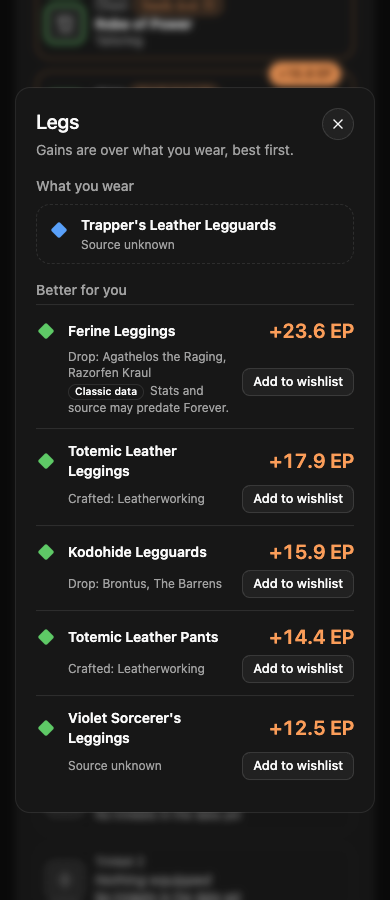 Legs
Gains are over what you wear, best first.
What you wear
Trapper's Leather Legguards
Source unknown
Better for you
Ferine Leggings
+23.6 EP
Drop: Agathelos the Raging,
Razorfen Kraul
Classic data Stats and
source may predate Forever.
Add to wishlist
Totemic Leather
Leggings
+17.9 EP
Crafted: Leatherworking
Add to wishlist
Kodohide Legguards
+15.9 EP
Drop: Brontus, The Barrens
Add to wishlist
Totemic Leather Pants
+14.4 EP
Crafted: Leatherworking
Add to wishlist
Violet Sorcerer's
Leggings
+12.5 EP
Source unknown
Add to wishlist